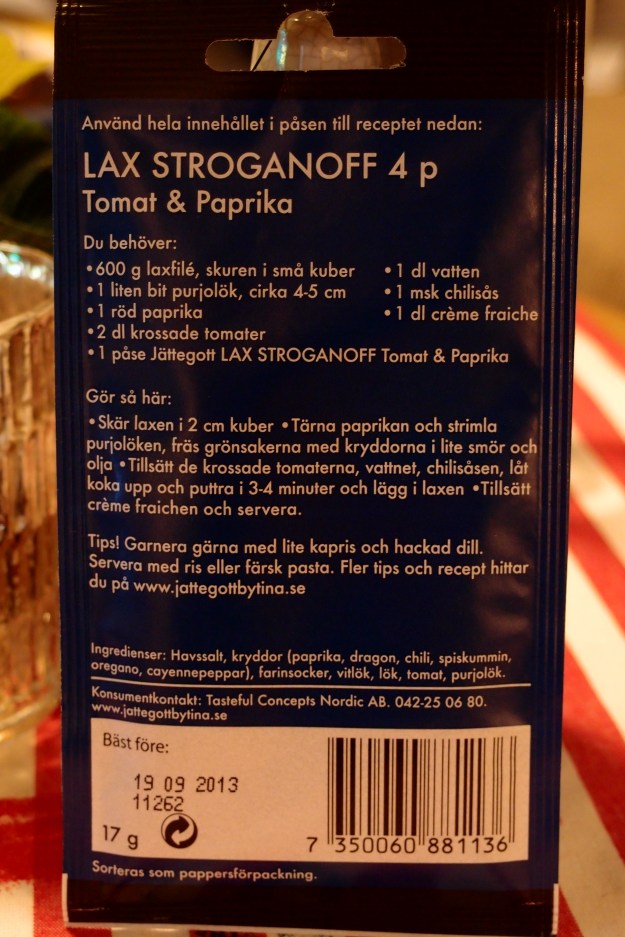 Använd hela innehållet i påsen till receptet nedan:
LAX STROGANOFF 4 p
Tomat & Paprika
Du behöver:
•600 g laxfilé, skuren i små kuber
•1 liten bit purjolök, cirka 4-5 cm
•1 röd paprika
•2 dl krossade tomater
•1 dl vatten
•1 msk chilisås
•1 dl crème fraiche
•1 påse Jättegott LAX STROGANOFF Tomat & Paprika
Gör så här:
•Skär laxen i 2 cm kuber •Tärna paprikan och strimla
purjolöken, fräs grönsakerna med kryddorna i lite smör och
olja •Tillsätt de krossade tomaterna, vattnet, chilisåsen, låt
koka upp och puttra i 3-4 minuter och lägg i laxen •Tillsätt
crème fraichen och servera.
Tips! Garnera gärna med lite kapris och hackad dill.
Servera med ris eller färsk pasta. Fler tips och recept hittar
du på www.jattegottbytina.se
Ingredienser: Havssalt, kryddor (paprika, dragon, chili, spiskummin,
oregano, cayennepeppar), farinsocker, vitlök, lök, tomat, purjolök.
Konsumentkontakt: Tasteful Concepts Nordic AB. 042-25 06 80.
www.jattegottbytina.se
Bäst före:
19 09 2013
11262
17 g
7 350060 881136
Sorteras som pappersförpackning.